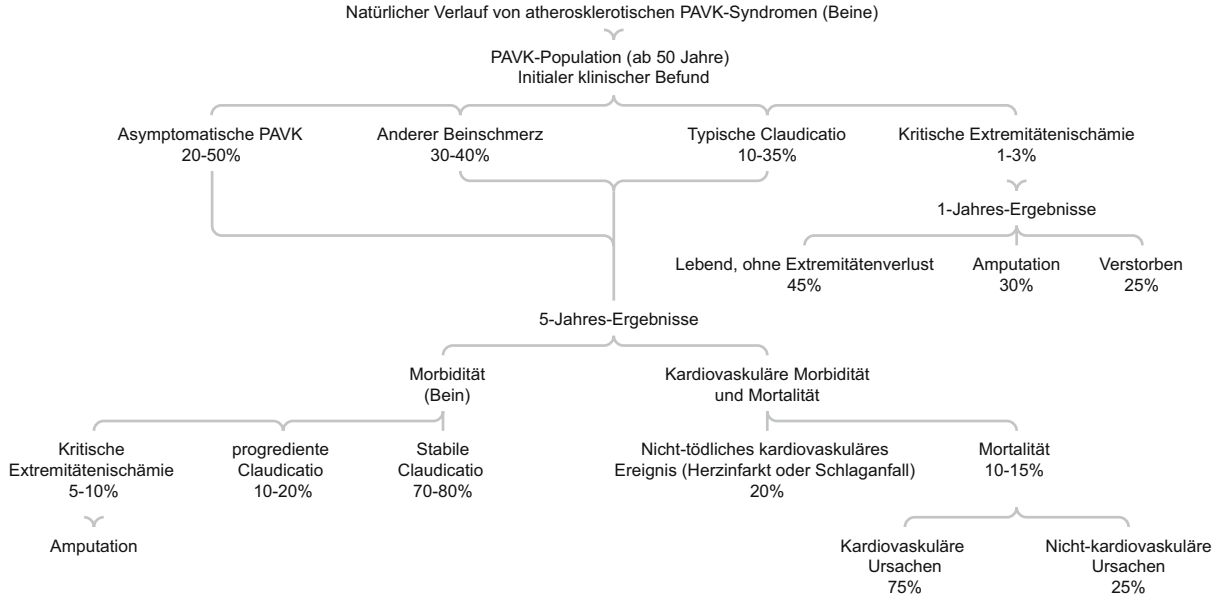 Natürlicher Verlauf von atherosklerotischen PAVK-Syndromen (Beine)
PAVK-Population (ab 50 Jahre)
Initialer klinischer Befund
Asymptomatische PAVK
20-50%
Anderer Beinschmerz
30-40%
Typische Claudicatio
10-35%
Kritische Extremitätenischämie
1-3%
1-Jahres-Ergebnisse
Lebend, ohne Extremitätenverlust
45%
Amputation
30%
Verstorben
25%
5-Jahres-Ergebnisse
Morbidität
(Bein)
Kardiovaskuläre Morbidität
und Mortalität
Kritische
Extremitätenischämie
5-10%
progrediente
Claudicatio
10-20%
Stabile
Claudicatio
70-80%
Nicht-tödliches kardiovaskuläres
Ereignis (Herzinfarkt oder Schlaganfall)
20%
Mortalität
10-15%
Amputation
Kardiovaskuläre
Ursachen
75%
Nicht-kardiovaskuläre
Ursachen
25%